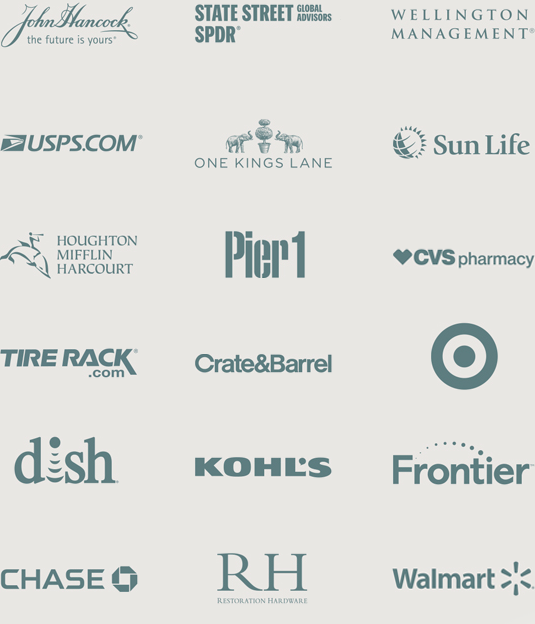 John Hancock.
the future is yours®
STATE STREET GLOBAL ADVISORS
SPDR®
WELLINGTON
MANAGEMENT®
USPS.COM®
ONE KINGS LANE
Sun Life
HOUGHTON
MIFFLIN
HARCOURT
Pier 1
CVS pharmacy
TIRE RACK®
.com
Crate&Barrel
dish
KOHL'S
Frontier
CHASE
RH
RESTORATION HARDWARE
Walmart